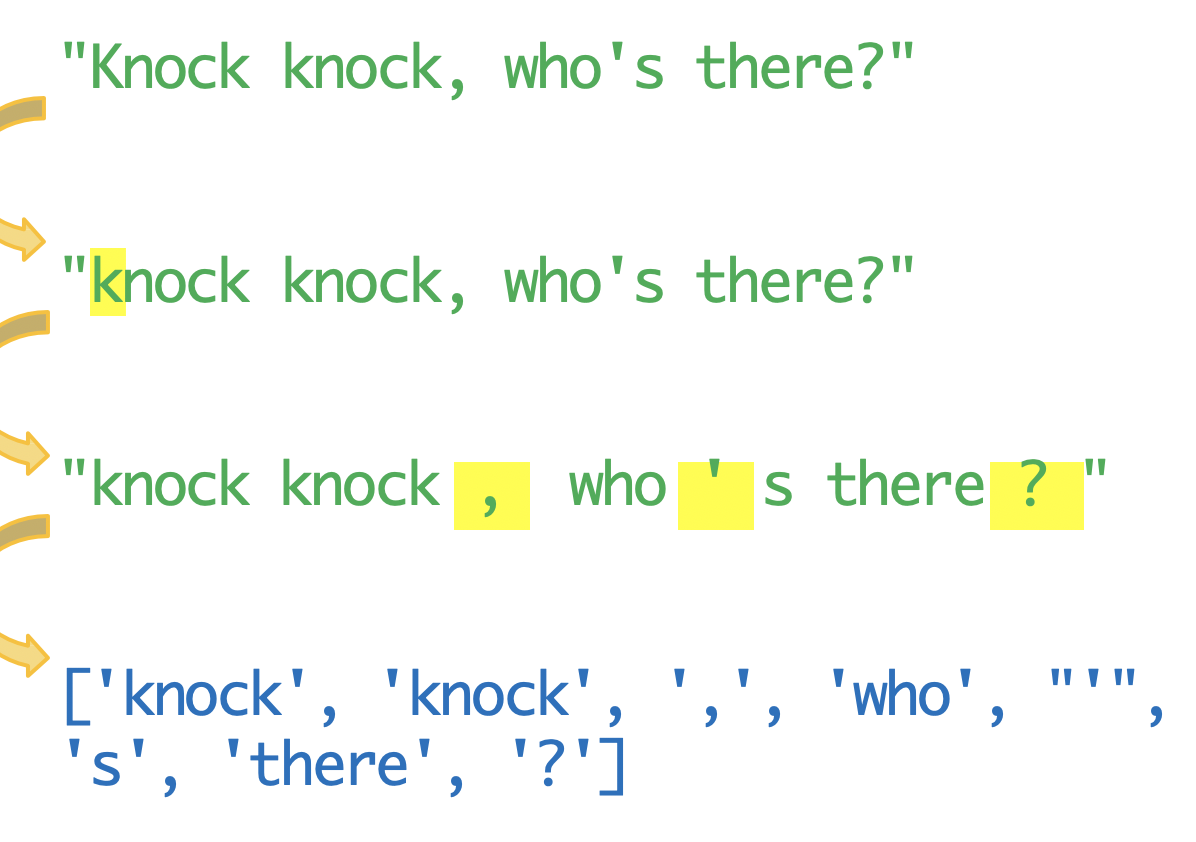 "Knock knock, who's there?"
"knock knock, who's there?"
"knock knock , who ' s there ? "
['knock', 'knock', ',', 'who', "'",
's', 'there', '?']